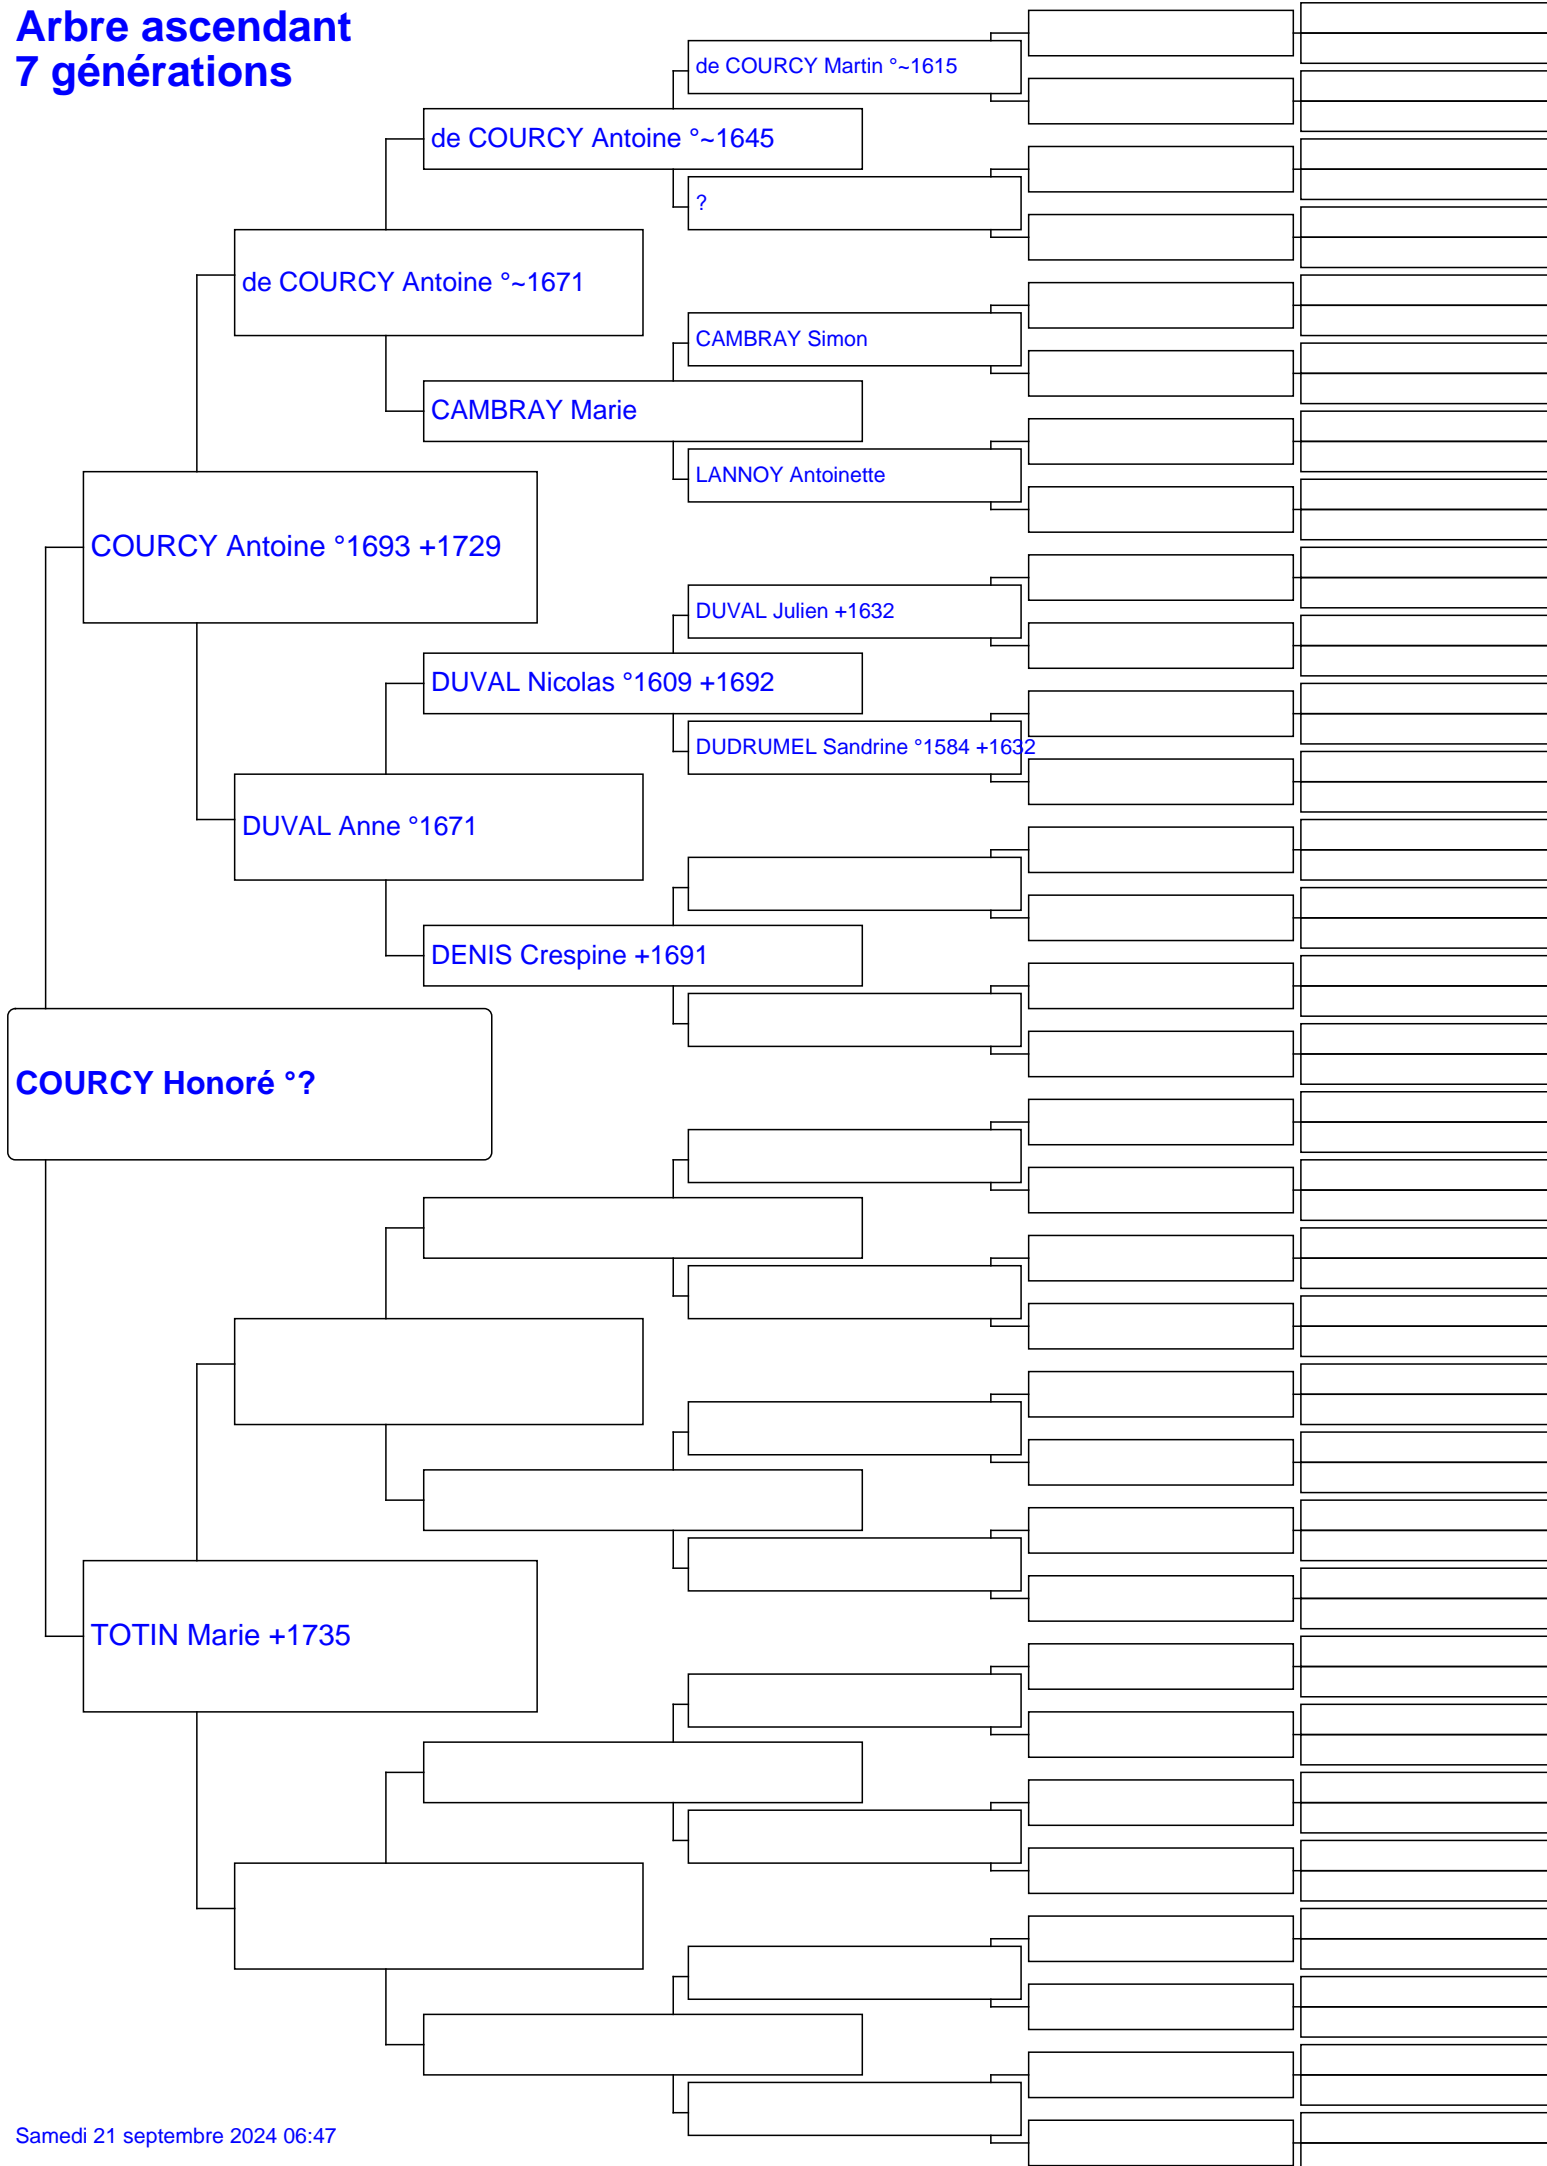 Arbre ascendant
7 générations
de COURCY Martin °~1615
de COURCY Antoine °~1645
?
de COURCY Antoine °~1671
CAMBRAY Simon
CAMBRAY Marie
LANNOY Antoinette
COURCY Antoine °1693 +1729
DUVAL Julien +1632
DUVAL Nicolas °1609 +1692
DUDRUMEL Sandrine °1584 +1632
DUVAL Anne °1671
DENIS Crespine +1691
COURCY Honoré °?
TOTIN Marie +1735
Samedi 21 septembre 2024 06:47